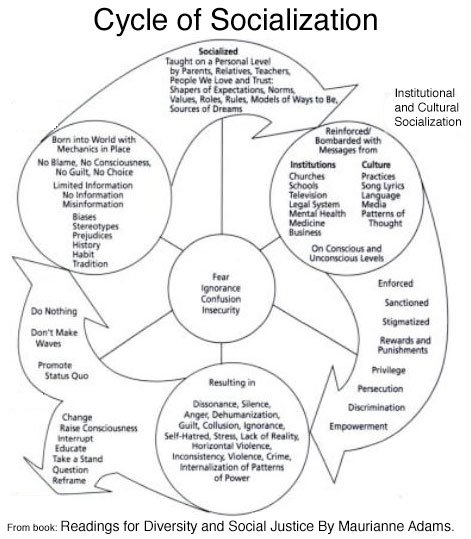 Cycle of Socialization
Socialized
Taught on a Personal Level
by Parents, Relatives, Teachers,
People We Love and Trust:
Shapers of Expectations, Norms,
Values, Roles, Rules, Models of Ways to Be,
Sources of Dreams
Institutional
and Cultural
Socialization
Born into World with
Mechanics in Place
No Blame, No Consciousness,
No Guilt, No Choice
Limited Information
No Information
Misinformation
Biases
Stereotypes
Prejudices
History
Habit
Tradition
Reinforced/
Bombarded with
Messages from
Institutions
Churches
Schools
Television
Legal System
Mental Health
Medicine
Business
Culture
Practices
Song Lyrics
Language
Media
Patterns of
Thought
On Conscious and
Unconscious Levels
Fear
Ignorance
Confusion
Insecurity
Enforced
Sanctioned
Stigmatized
Rewards and
Punishments
Privilege
Persecution
Discrimination
Empowerment
Resulting in
Dissonance, Silence,
Anger, Dehumanization,
Guilt, Collusion, Ignorance,
Self-Hatred, Stress, Lack of Reality,
Horizontal Violence,
Inconsistency, Violence, Crime,
Internalization of Patterns
of Power
Do Nothing
Don't Make
Waves
Promote
Status Quo
Change
Raise Consciousness
Interrupt
Educate
Take a Stand
Question
Reframe
From book: Readings for Diversity and Social Justice By Maurianne Adams.